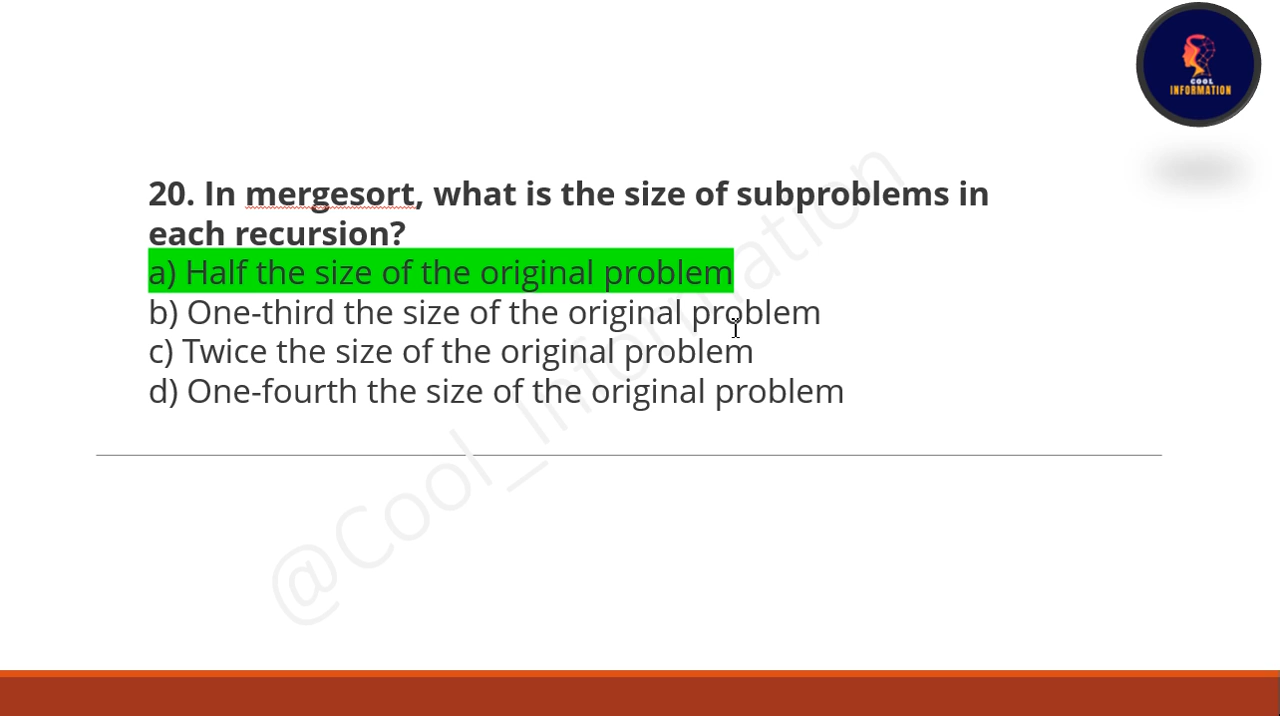 COOL
INFORMATION
20. In mergesort, what is the size of subproblems in
each recursion?
a) Half the size of the original problem
b) One-third the size of the original problem
c) Twice the size of the original problem
d) One-fourth the size of the original problem
@Cool_Information